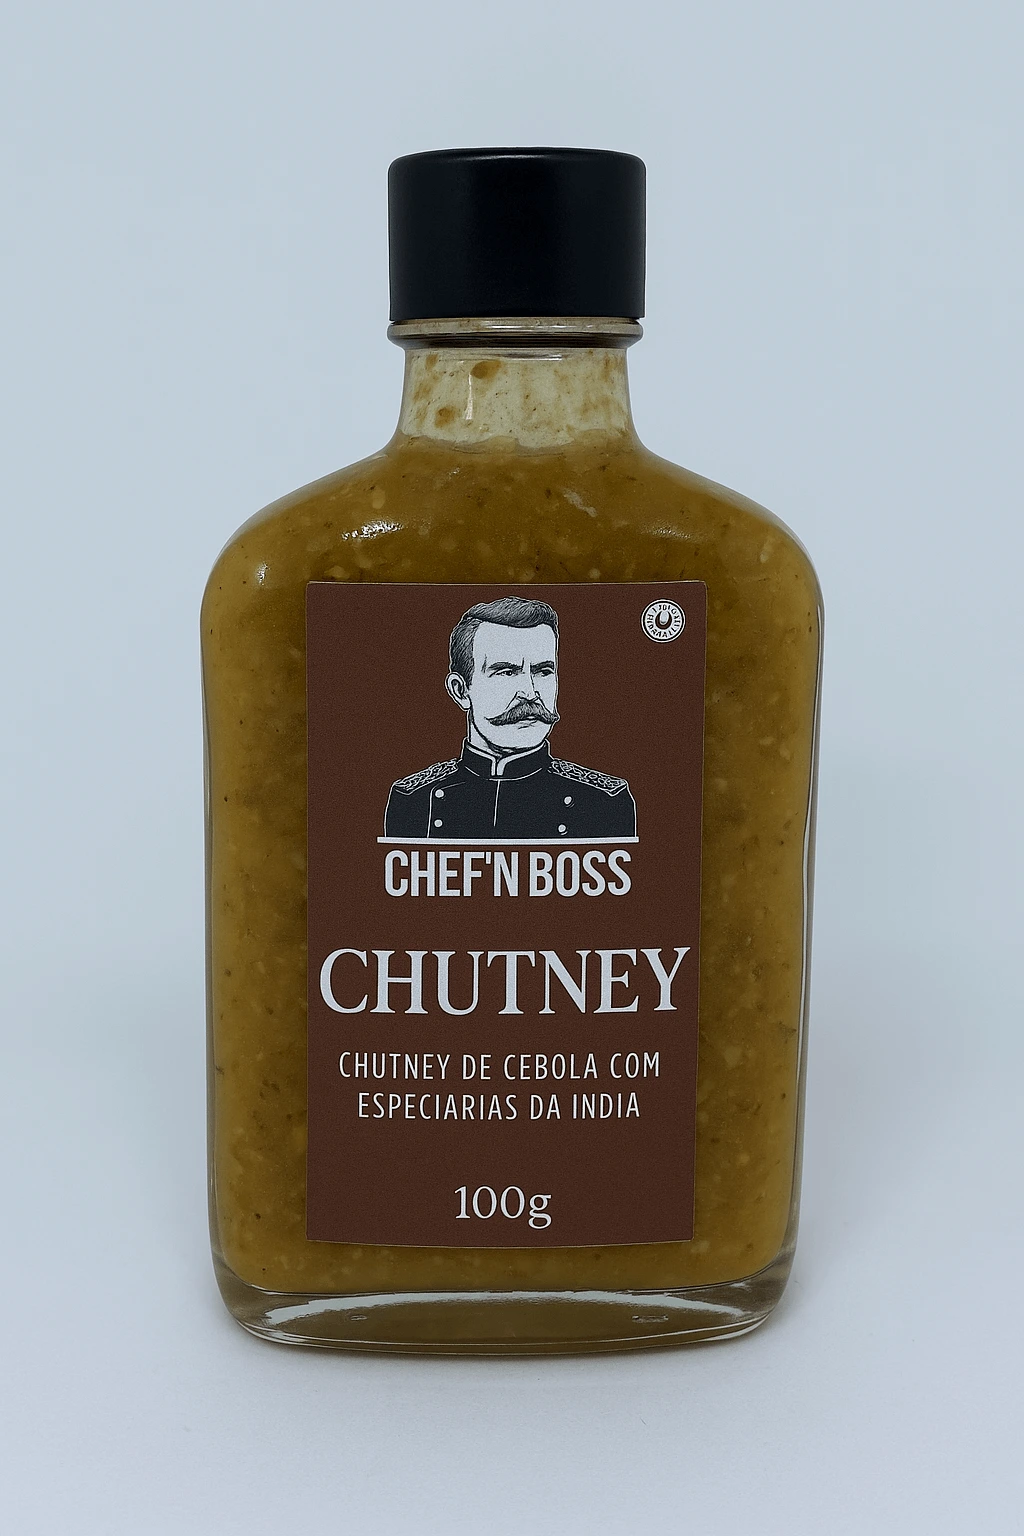 CHEF'N BOSS
CHUTNEY
CHUTNEY DE CEBOLA COM
ESPECIARIAS DA INDIA
100g